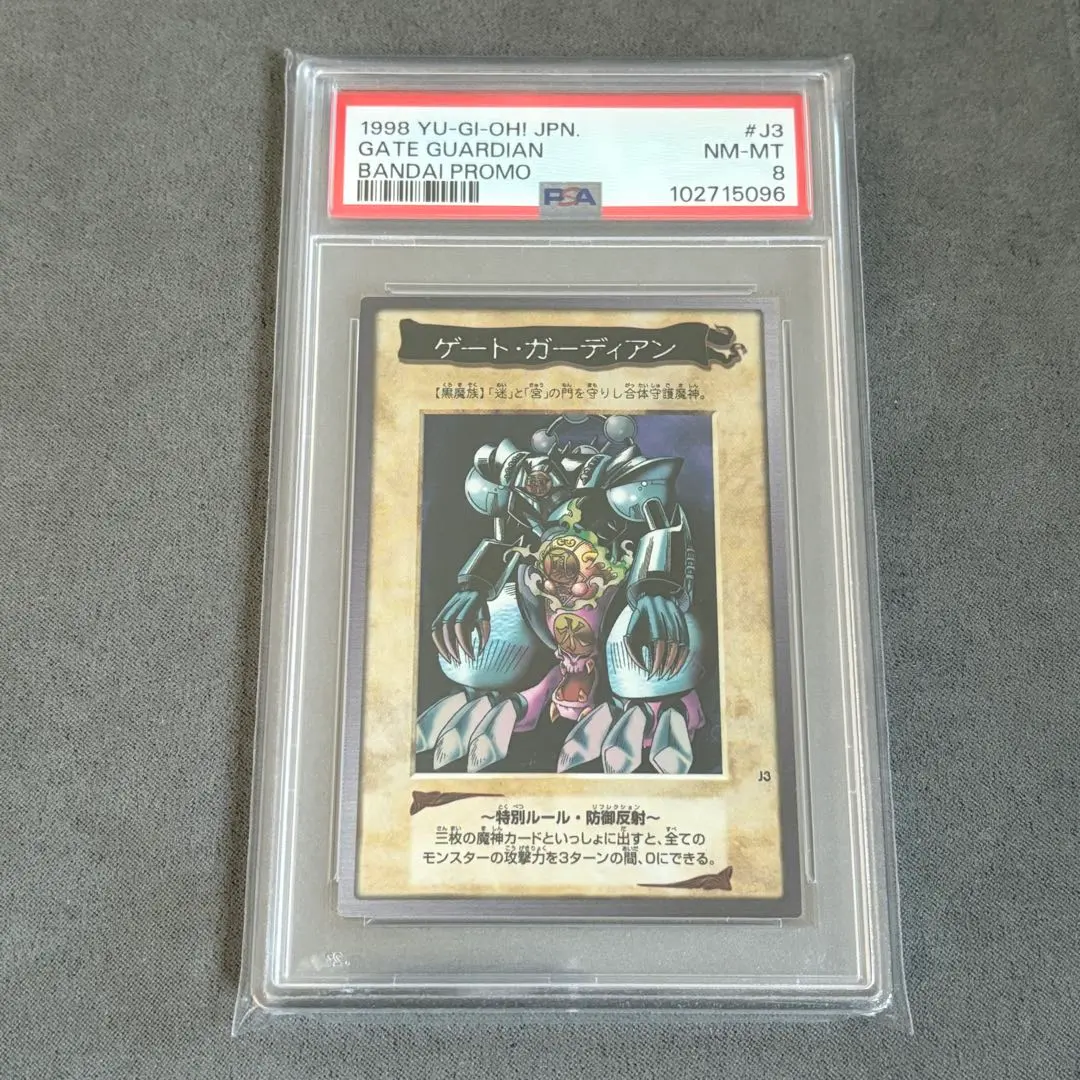 1998 YU-GI-OH! JPN. #J3
GATE GUARDIAN NM-MT
BANDAI PROMO 8
PSA 102715096
ゲート・ガーディアン
【黒魔族】「迷」と「宮」の門を守りし合体守護魔神。
風
水
J3
～特別ルール・防御反射～
三枚の魔神カードといっしょに出すと、全ての
モンスターの攻撃力を3ターンの間、0にできる。